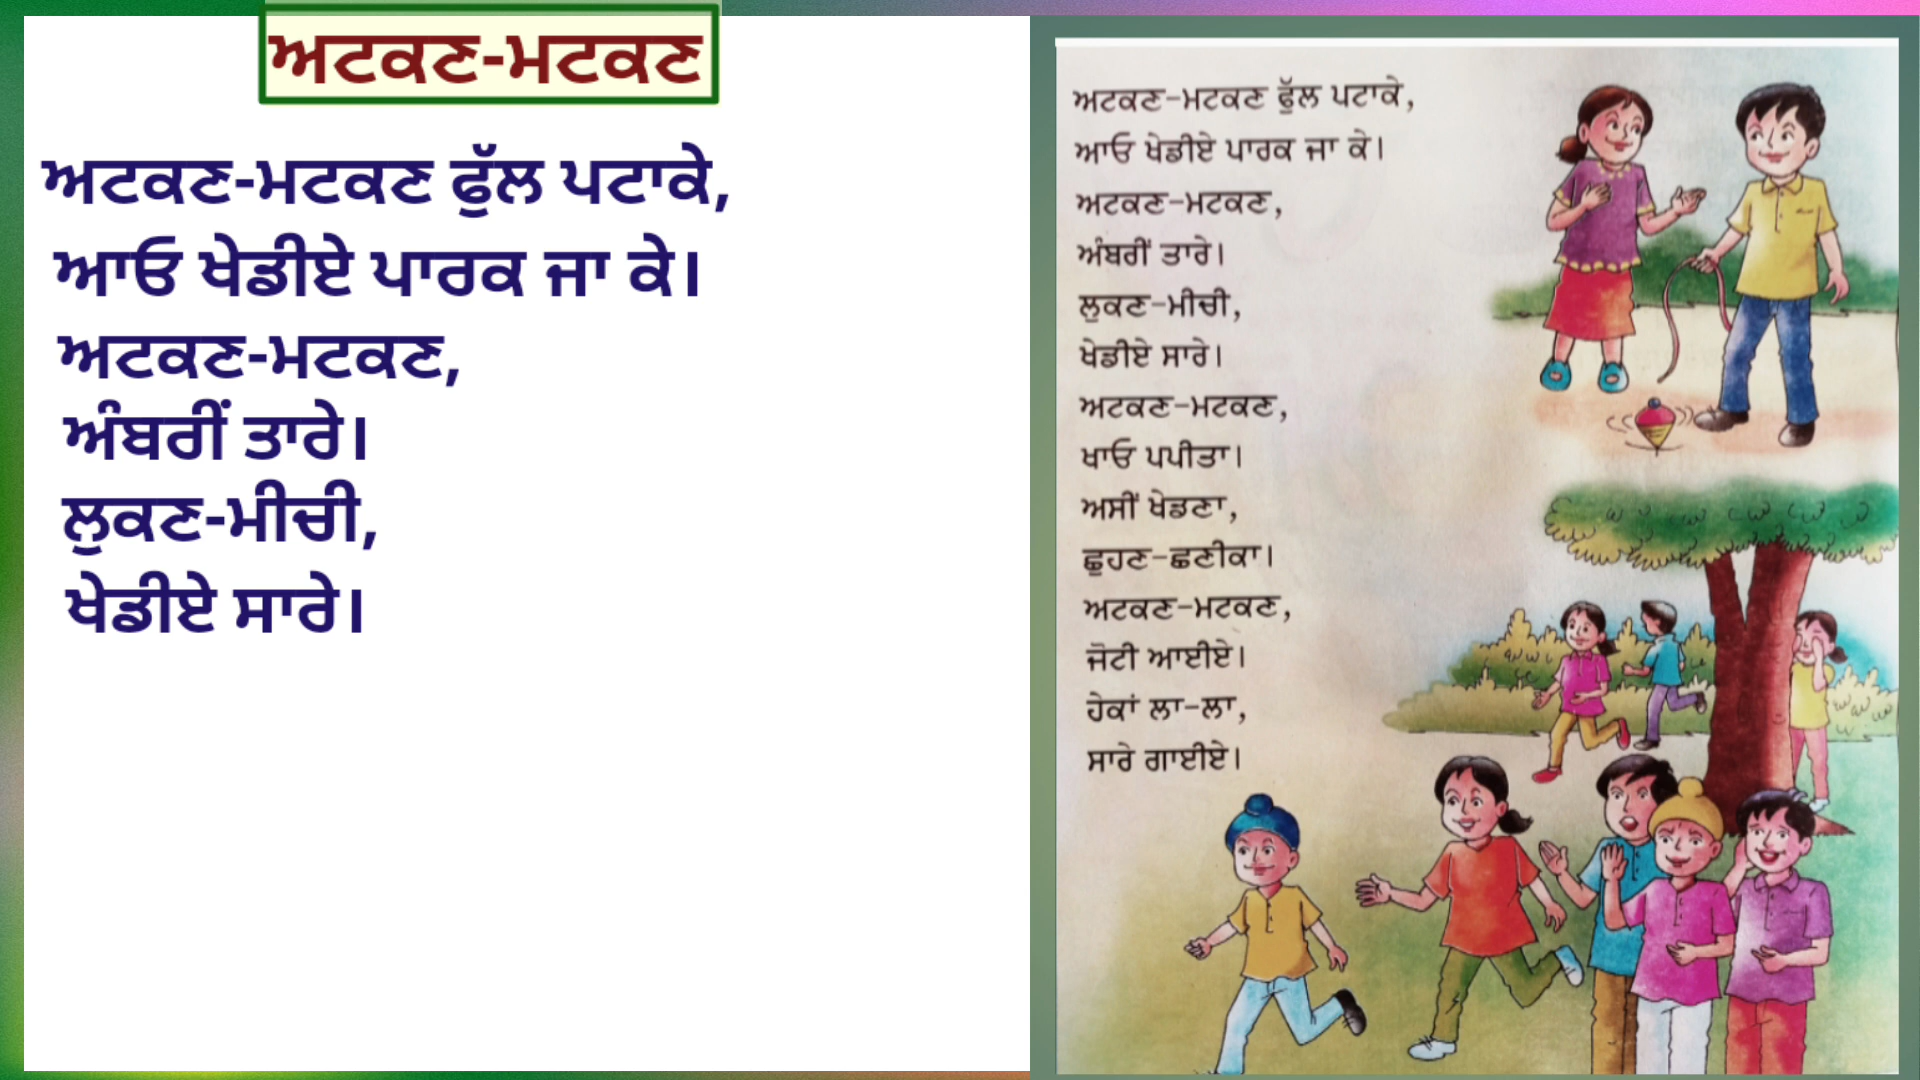 ਅਟਕਣ-ਮਟਕਣ
ਅਟਕਣ-ਮਟਕਣ ਫੁੱਲ ਪਟਾਕੇ,
ਆਓ ਖੇਡੀਏ ਪਾਰਕ ਜਾ ਕੇ।
ਅਟਕਣ-ਮਟਕਣ,
ਅੰਬਰੀਂ ਤਾਰੇ।
ਲੁਕਣ-ਮੀਚੀ,
ਖੇਡੀਏ ਸਾਰੇ।
ਅਟਕਣ-ਮਟਕਣ ਫੁੱਲ ਪਟਾਕੇ,
ਆਓ ਖੇਡੀਏ ਪਾਰਕ ਜਾ ਕੇ।
ਅਟਕਣ-ਮਟਕਣ,
ਅੰਬਰੀਂ ਤਾਰੇ।
ਲੁਕਣ-ਮੀਚੀ,
ਖੇਡੀਏ ਸਾਰੇ।
ਅਟਕਣ-ਮਟਕਣ,
ਖਾਓ ਪਪੀਤਾ।
ਅਸੀਂ ਖੇਡਣਾ,
ਛੂਹਣ-ਛਣੀਕਾ।
ਅਟਕਣ-ਮਟਕਣ,
ਜੋਟੀ ਆਈਏ।
ਹੇਕਾਂ ਲਾ-ਲਾ,
ਸਾਰੇ ਗਾਈਏ।